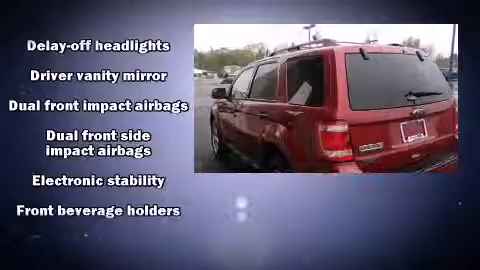 Delay-off headlights
Driver vanity mirror
Dual front impact airbags
Dual front side
impact airbags
Electronic stability
Front beverage holders